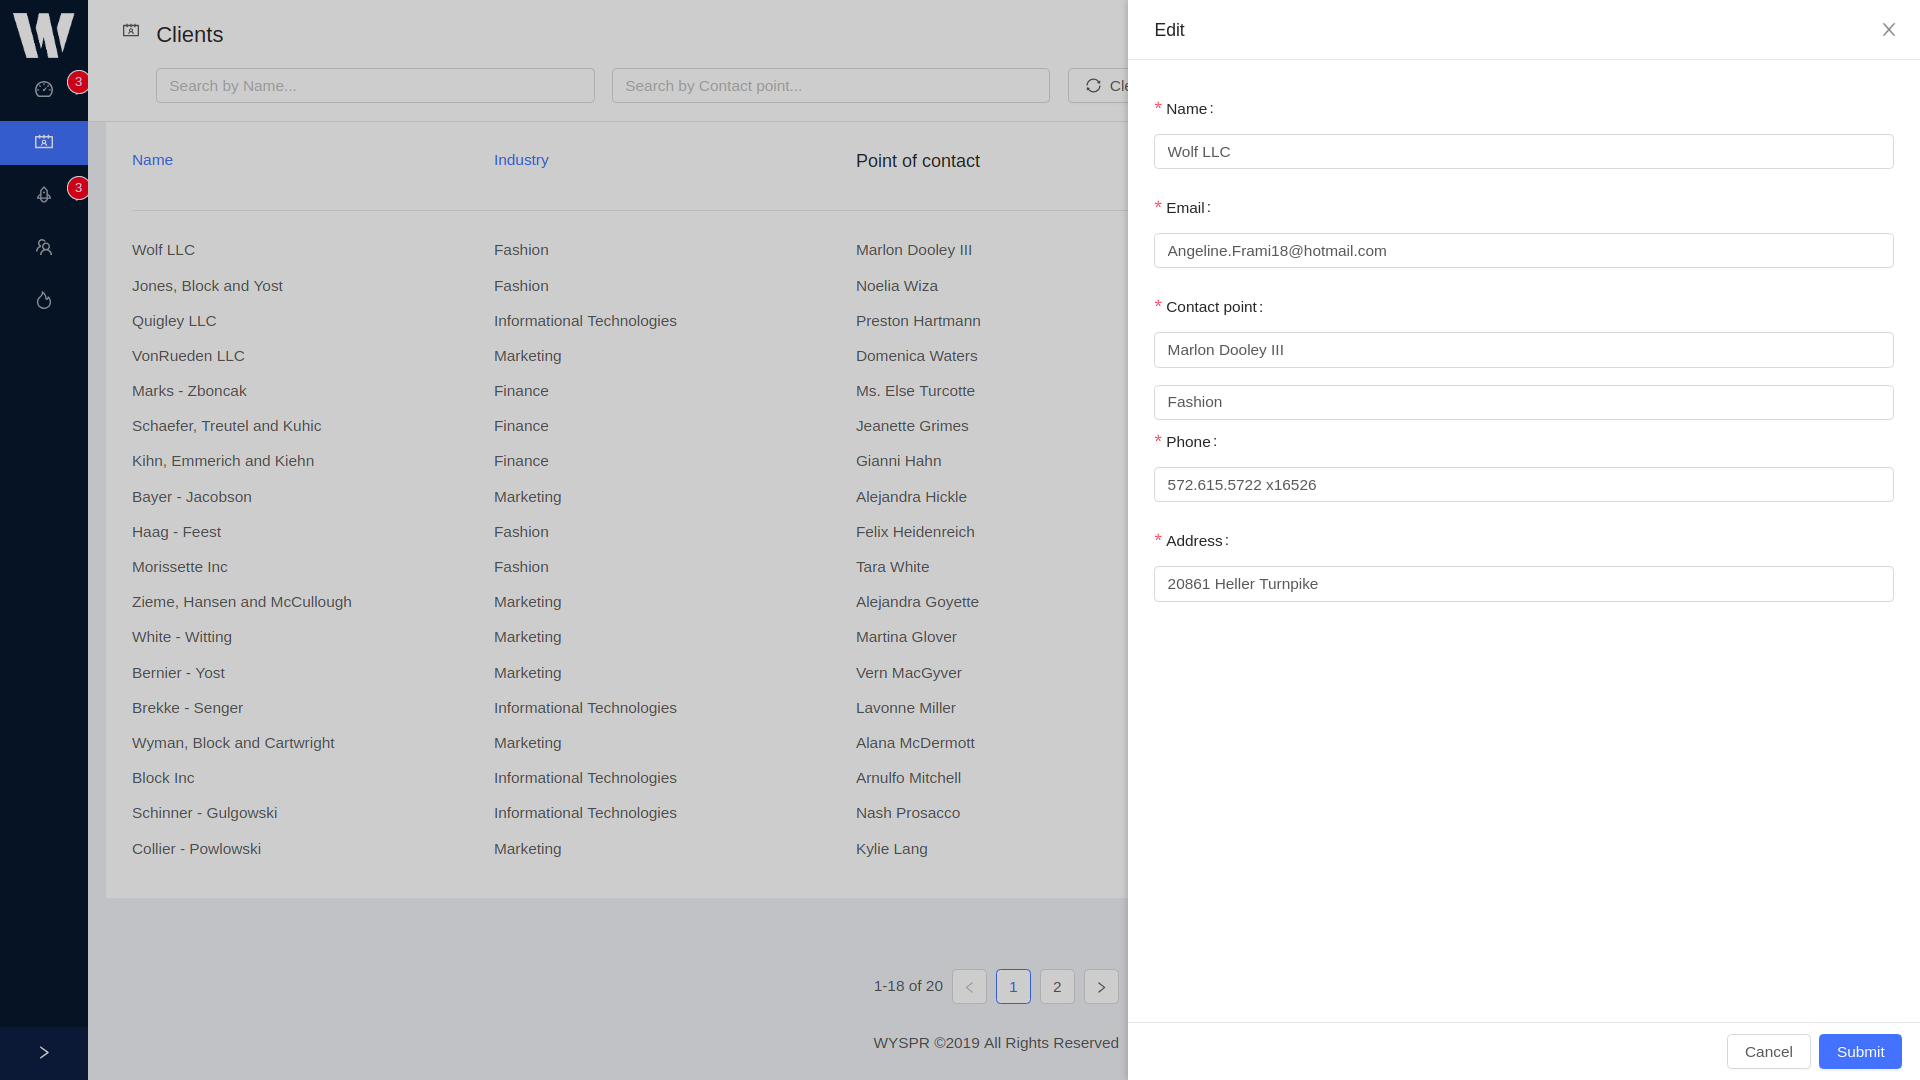 W
3
3
Clients
Search by Name...
Search by Contact point...
Cle
Name Industry Point of contact
Wolf LLC Fashion Marlon Dooley III
Jones, Block and Yost Fashion Noelia Wiza
Quigley LLC Informational Technologies Preston Hartmann
VonRueden LLC Marketing Domenica Waters
Marks - Zboncak Finance Ms. Else Turcotte
Schaefer, Treutel and Kuhic Finance Jeanette Grimes
Kihn, Emmerich and Kiehn Finance Gianni Hahn
Bayer - Jacobson Marketing Alejandra Hickle
Haag - Feest Fashion Felix Heidenreich
Morissette Inc Fashion Tara White
Zieme, Hansen and McCullough Marketing Alejandra Goyette
White - Witting Marketing Martina Glover
Bernier - Yost Marketing Vern MacGyver
Brekke - Senger Informational Technologies Lavonne Miller
Wyman, Block and Cartwright Marketing Alana McDermott
Block Inc Informational Technologies Arnulfo Mitchell
Schinner - Gulgowski Informational Technologies Nash Prosacco
Collier - Powlowski Marketing Kylie Lang
1-18 of 20 1 2
WYSPR ©2019 All Rights Reserved
Edit
* Name:
Wolf LLC
* Email:
Angeline.Frami18@hotmail.com
* Contact point:
Marlon Dooley III
Fashion
* Phone:
572.615.5722 x16526
* Address:
20861 Heller Turnpike
Cancel Submit